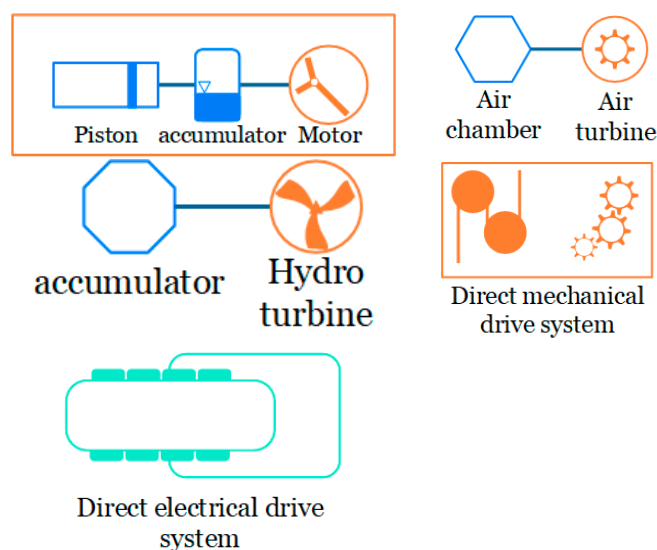 Piston accumulator Motor
Air
chamber
Air
turbine
accumulator
Hydro
turbine
Direct mechanical
drive system
Direct electrical drive
system